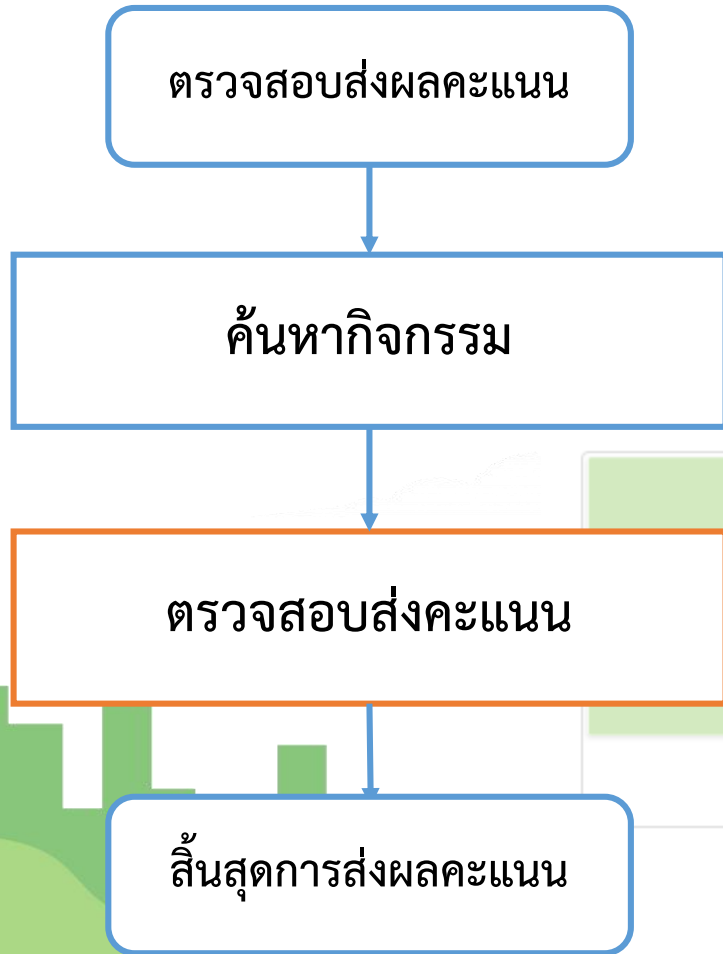 ตรวจสอบส่งผลคะแนน
ค้นหากิจกรรม
ตรวจสอบส่งคะแนน
สิ้นสุดการส่งผลคะแนน